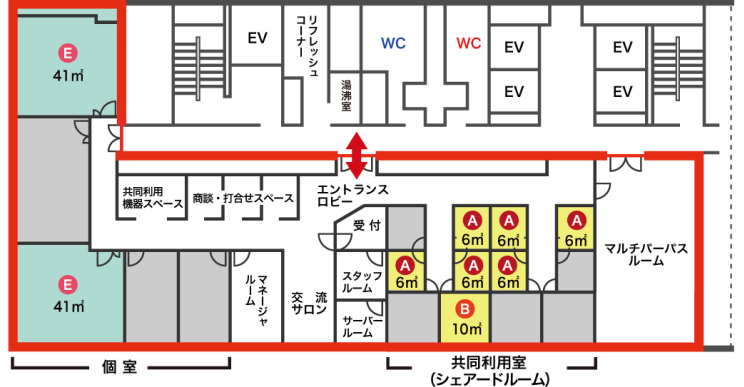 E
41㎡
EV
リフレッシュ
コーナー
湯沸室
WC
WC
EV
EV
EV
EV
共同利用
機器スペース
商談・打合せスペース
エントランス
ロビー
受付
A
6㎡
A
6㎡
A
6㎡
マルチパーパス
ルーム
E
41㎡
マネージャ
ルーム
交流
サロン
スタッフ
ルーム
A
6㎡
A
6㎡
A
6㎡
サーバー
ルーム
B
10㎡
個室
共同利用室
(シェアードルーム)